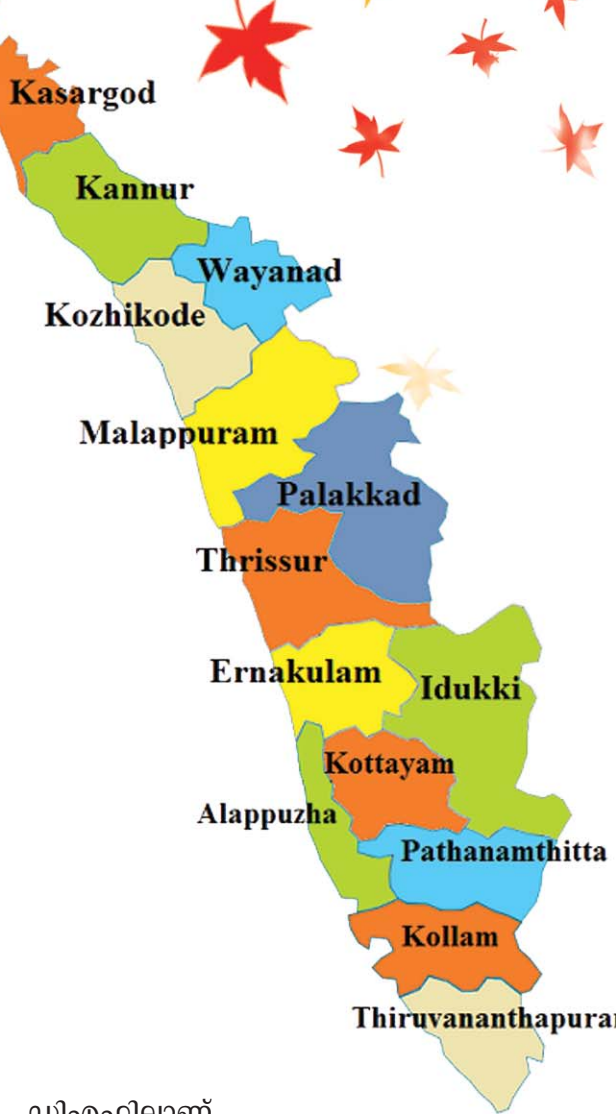 Kasargod
Kannur
Wayanad
Kozhikode
Malappuram
Palakkad
Thrissur
Ernakulam
Idukki
Kottayam
Alappuzha
Pathanamthitta
Kollam
Thiruvananthapura